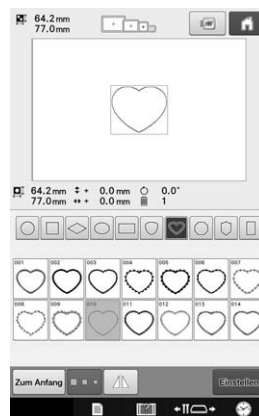 64.2mm
77.0mm
64.2mm + 0.0mm 0.0°
77.0mm + 0.0mm 1
001 002 003 004 005 006 007
008 009 010 011 012 013 014
Zum Anfang Einstellen